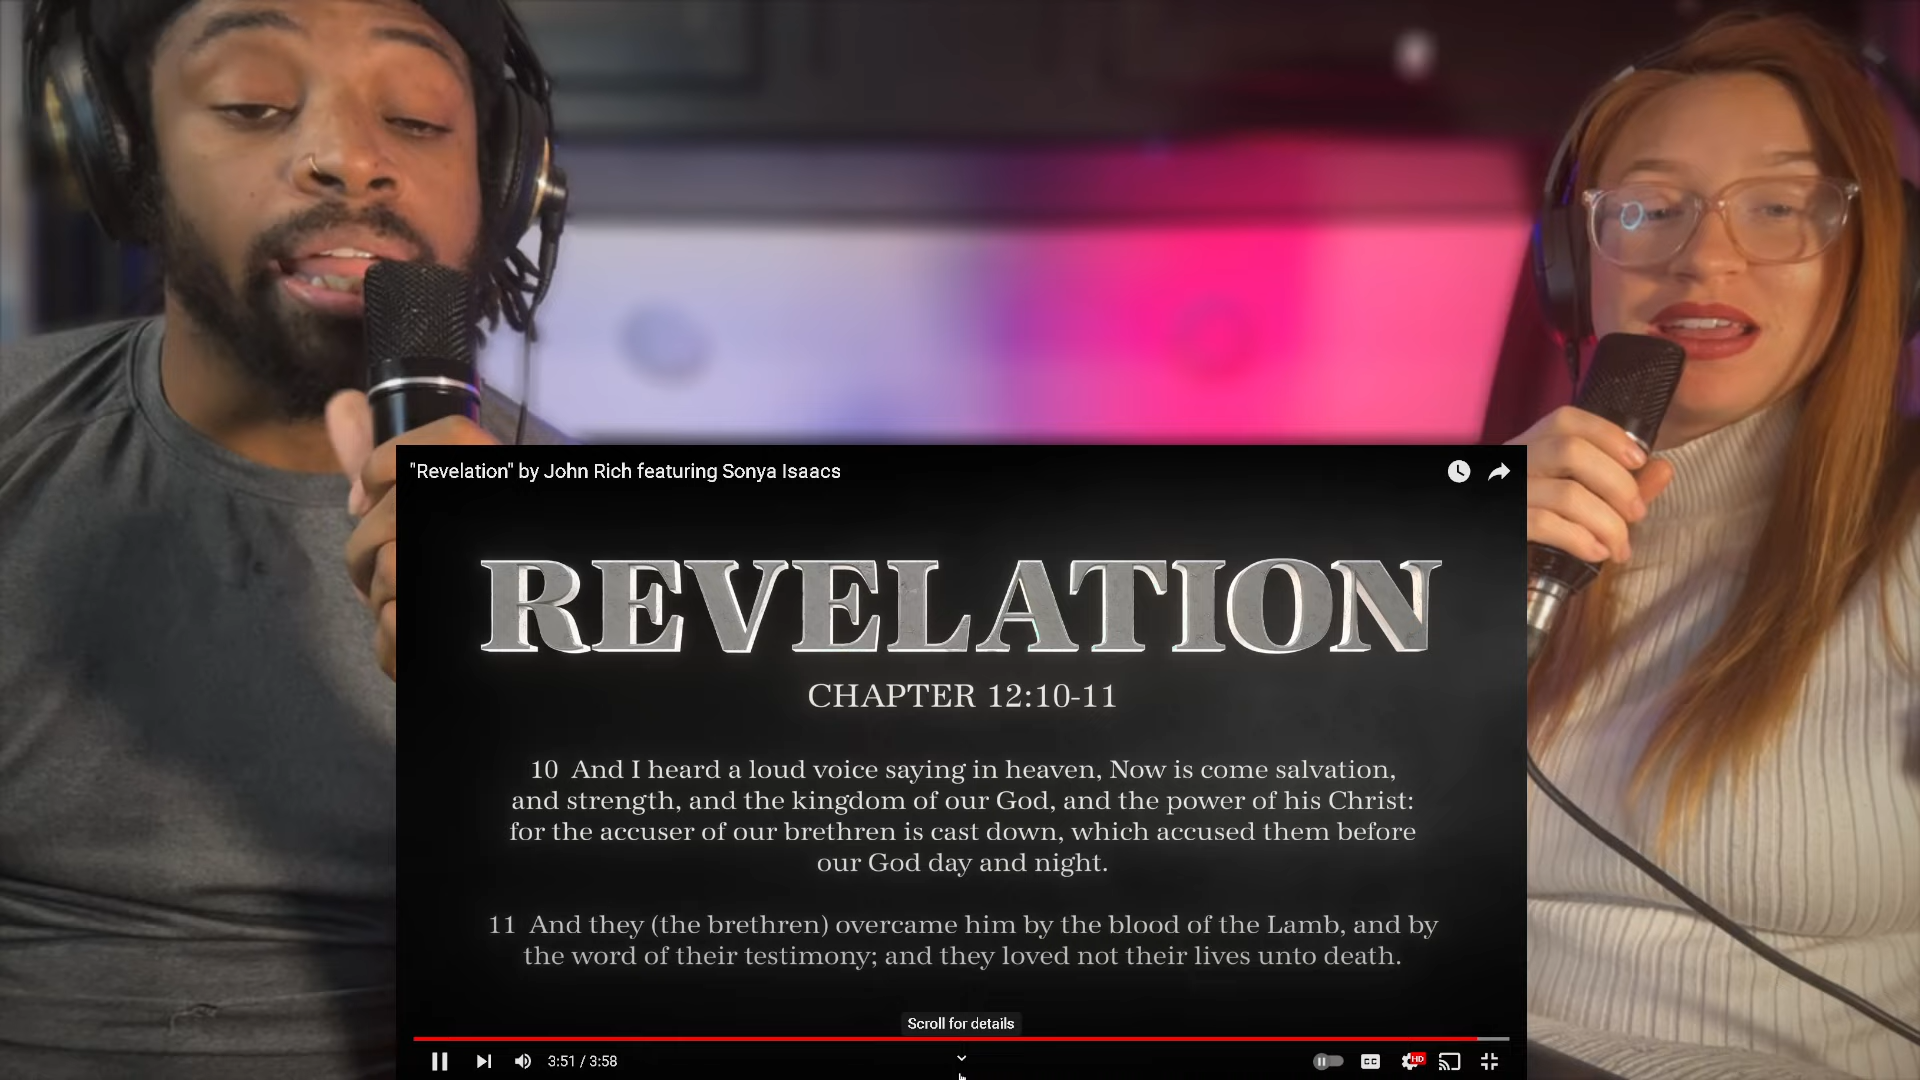 "Revelation" by John Rich featuring Sonya Isaacs
REVELATION
CHAPTER 12:10-11
10 And I heard a loud voice saying in heaven, Now is come salvation,
and strength, and the kingdom of our God, and the power of his Christ:
for the accuser of our brethren is cast down, which accused them before
our God day and night.
11 And they (the brethren) overcame him by the blood of the Lamb, and by
the word of their testimony; and they loved not their lives unto death.
Scroll for details
3:51 / 3:58
CC
HD